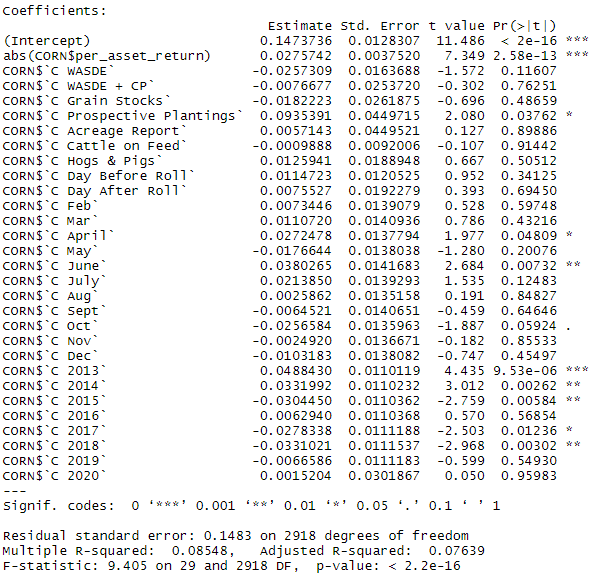 Coefficients:
Estimate Std. Error t value Pr(>|t|)
(Intercept) 0.1473736 0.0128307 11.486 < 2e-16 ***
abs(CORN$per_asset_return) 0.0275742 0.0037520 7.349 2.58e-13 ***
CORN$`C WASDE` -0.0257309 0.0163688 -1.572 0.11607
CORN$`C WASDE + CP` -0.0076677 0.0253720 -0.302 0.76251
CORN$`C Grain Stocks` -0.0182223 0.0261875 -0.696 0.48659
CORN$`C Prospective Plantings` 0.0935391 0.0449715 2.080 0.03762 *
CORN$`C Acreage Report` 0.0057143 0.0449521 0.127 0.89886
CORN$`C Cattle on Feed` -0.0009888 0.0092006 -0.107 0.91442
CORN$`C Hogs & Pigs` 0.0125941 0.0188948 0.667 0.50512
CORN$`C Day Before Roll` 0.0114723 0.0120525 0.952 0.34125
CORN$`C Day After Roll` 0.0075527 0.0192279 0.393 0.69450
CORN$`C Feb` 0.0073446 0.0139079 0.528 0.59748
CORN$`C Mar` 0.0110720 0.0140936 0.786 0.43216
CORN$`C April` 0.0272478 0.0137794 1.977 0.04809 *
CORN$`C May` -0.0176644 0.0138038 -1.280 0.20076
CORN$`C June` 0.0380265 0.0141683 2.684 0.00732 **
CORN$`C July` 0.0213850 0.0139293 1.535 0.12483
CORN$`C Aug` 0.0025862 0.0135158 0.191 0.84827
CORN$`C Sept` -0.0064521 0.0140651 -0.459 0.64646
CORN$`C Oct` -0.0256584 0.0135963 -1.887 0.05924 .
CORN$`C Nov` -0.0024920 0.0136671 -0.182 0.85533
CORN$`C Dec` -0.0103183 0.0138082 -0.747 0.45497
CORN$`C 2013` 0.0488430 0.0110119 4.435 9.53e-06 ***
CORN$`C 2014` 0.0331992 0.0110232 3.012 0.00262 **
CORN$`C 2015` -0.0304450 0.0110362 -2.759 0.00584 **
CORN$`C 2016` 0.0062940 0.0110368 0.570 0.56854
CORN$`C 2017` -0.0278338 0.0111188 -2.503 0.01236 *
CORN$`C 2018` -0.0331021 0.0111537 -2.968 0.00302 **
CORN$`C 2019` -0.0066586 0.0111183 -0.599 0.54930
CORN$`C 2020` 0.0015204 0.0301867 0.050 0.95983
---
Signif. codes: 0 ‘***’ 0.001 ‘**’ 0.01 ‘*’ 0.05 ‘.’ 0.1 ‘ ’ 1
Residual standard error: 0.1483 on 2918 degrees of freedom
Multiple R-squared: 0.08548, Adjusted R-squared: 0.07639
F-statistic: 9.405 on 29 and 2918 DF, p-value: < 2.2e-16